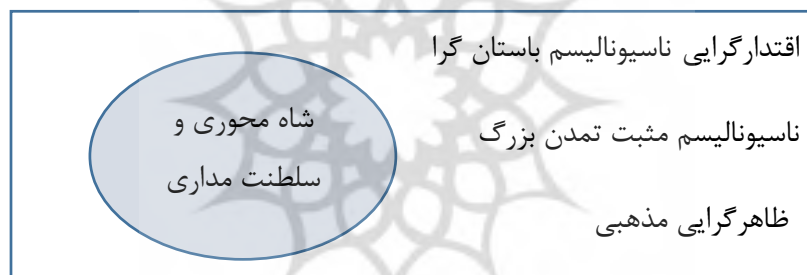 اقتدارگرایی ناسیونالیسم باستان گرا
ناسیونالیسم مثبت تمدن بزرگ
ظاهرگرایی مذهبی
شاه محوری و
سلطنت مداری